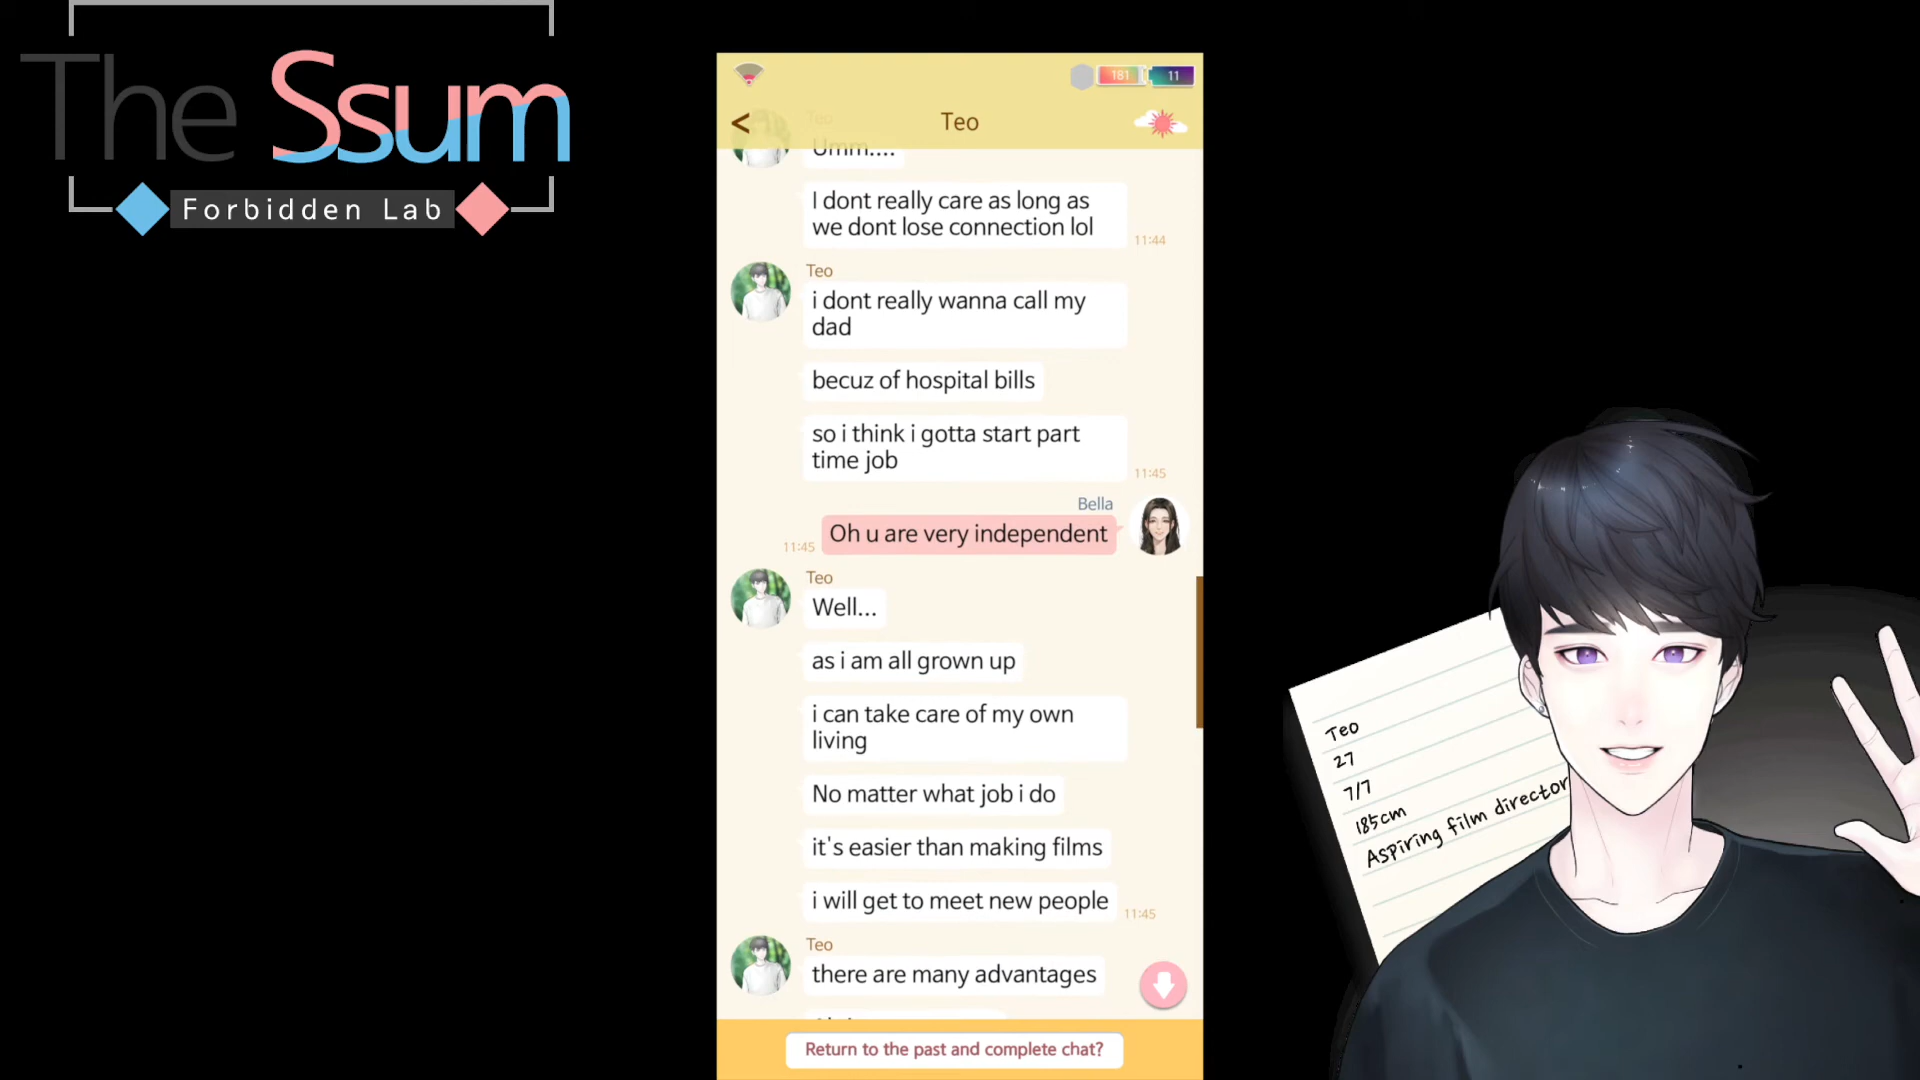 The Ssum
Forbidden Lab
181
11
<
Teo
Teo
Umm....
I dont really care as long as
we dont lose connection lol
11:44
Teo
i dont really wanna call my
dad
becuz of hospital bills
so i think i gotta start part
time job
11:45
Bella
Oh u are very independent
11:45
Teo
Well...
as i am all grown up
i can take care of my own
living
No matter what job i do
it's easier than making films
i will get to meet new people
11:45
Teo
there are many advantages
Return to the past and complete chat?
Teo
27
7/7
185cm
Aspiring film director